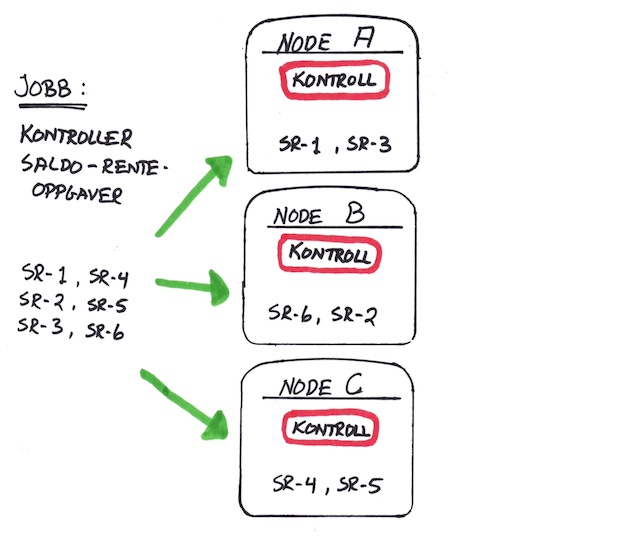 JOBB:
KONTROLLER
SALDO-RENTE-
OPPGAVER
SR-1, SR-4
SR-2, SR-5
SR-3, SR-6
NODE A
KONTROLL
SR-1, SR-3
NODE B
KONTROLL
SR-6, SR-2
NODE C
KONTROLL
SR-4, SR-5